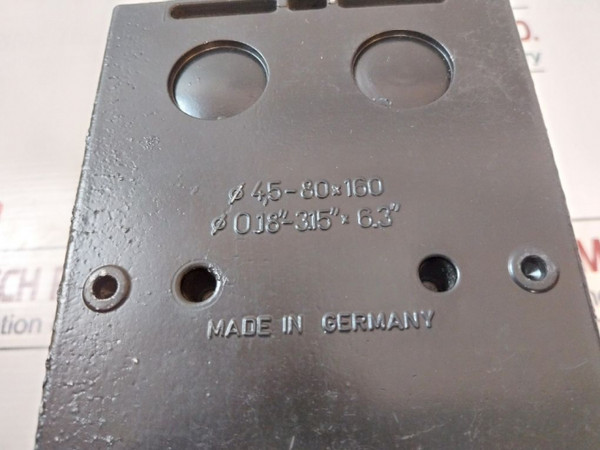 D.
ø 4,5-80×160
ø 0.18"-3.15"× 6.3"
MADE IN GERMANY